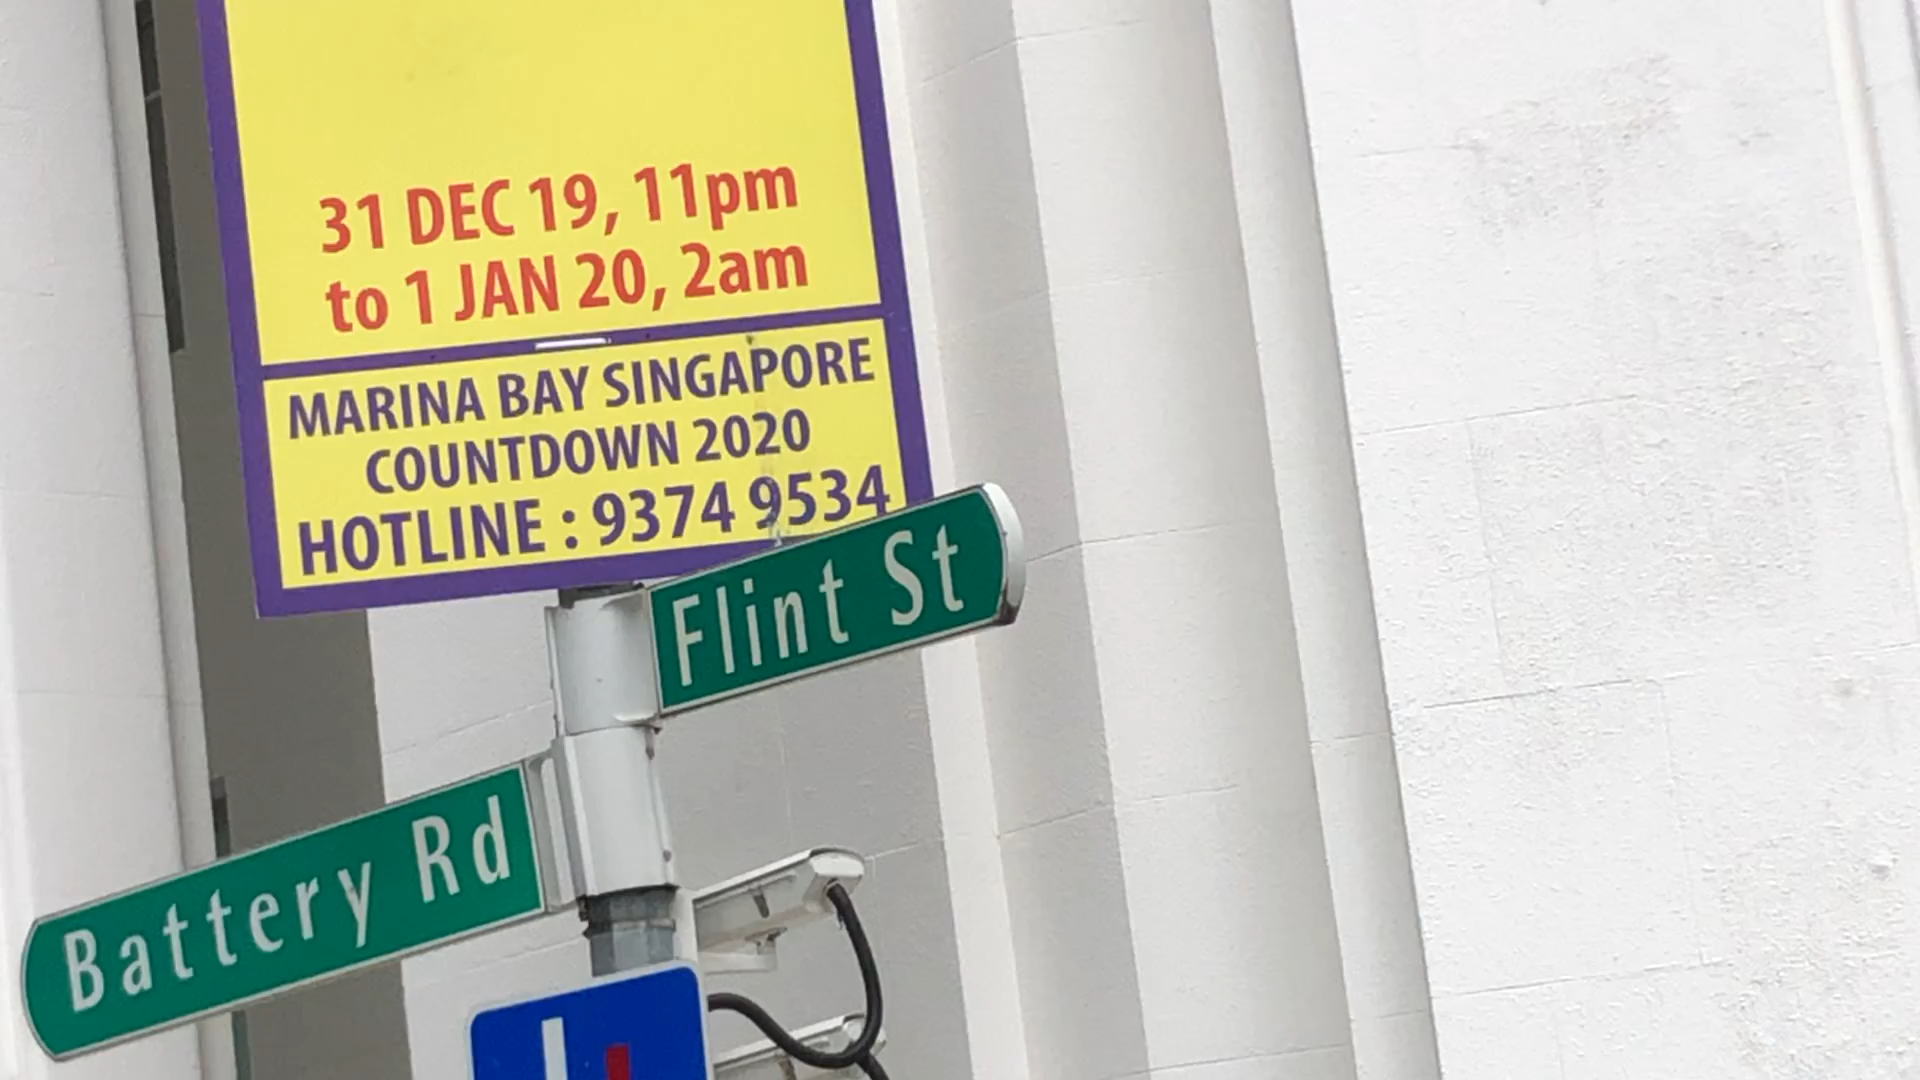 31 DEC 19, 11pm
to 1 JAN 20, 2am
MARINA BAY SINGAPORE
COUNTDOWN 2020
HOTLINE : 9374 9534
Flint St
Battery Rd